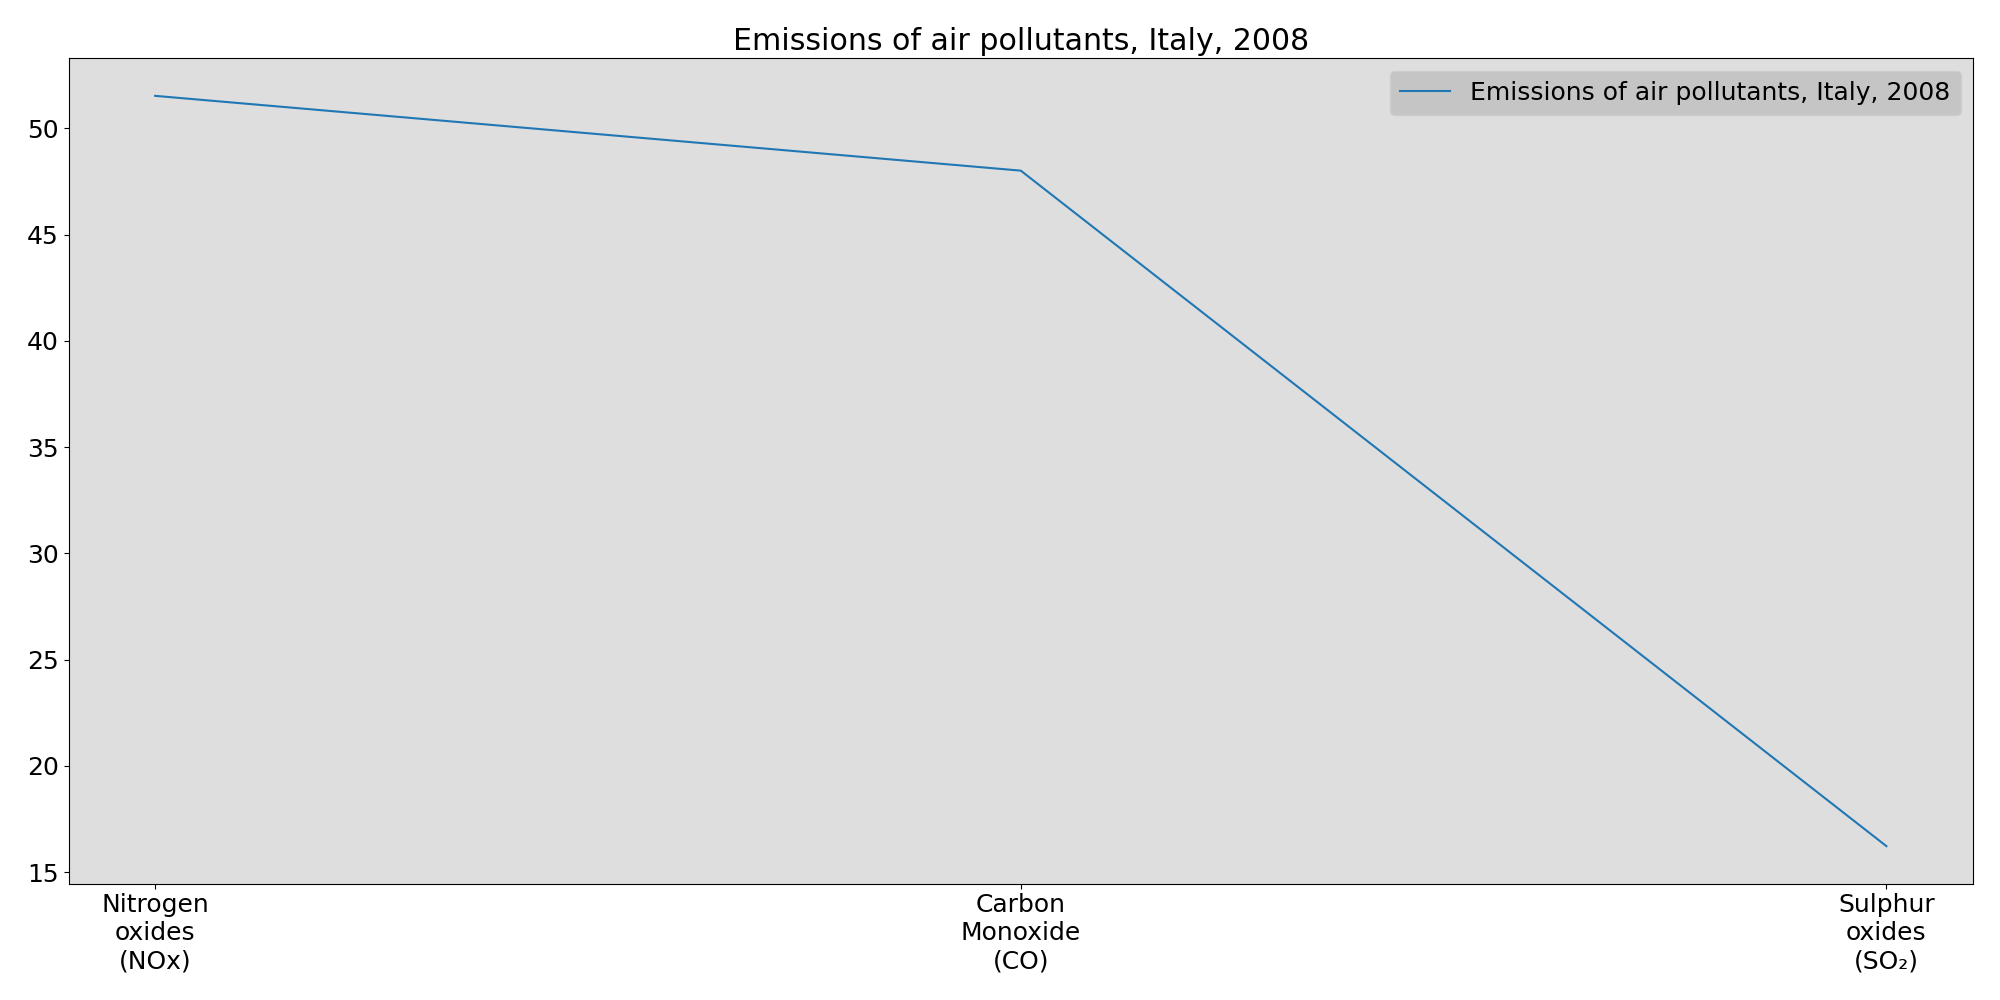 Emissions of air pollutants, Italy, 2008
Emissions of air pollutants, Italy, 2008
50
45
40
35
30
25
20
15
Nitrogen
oxides
(NOx)
Carbon
Monoxide
(CO)
Sulphur
oxides
(SO₂)